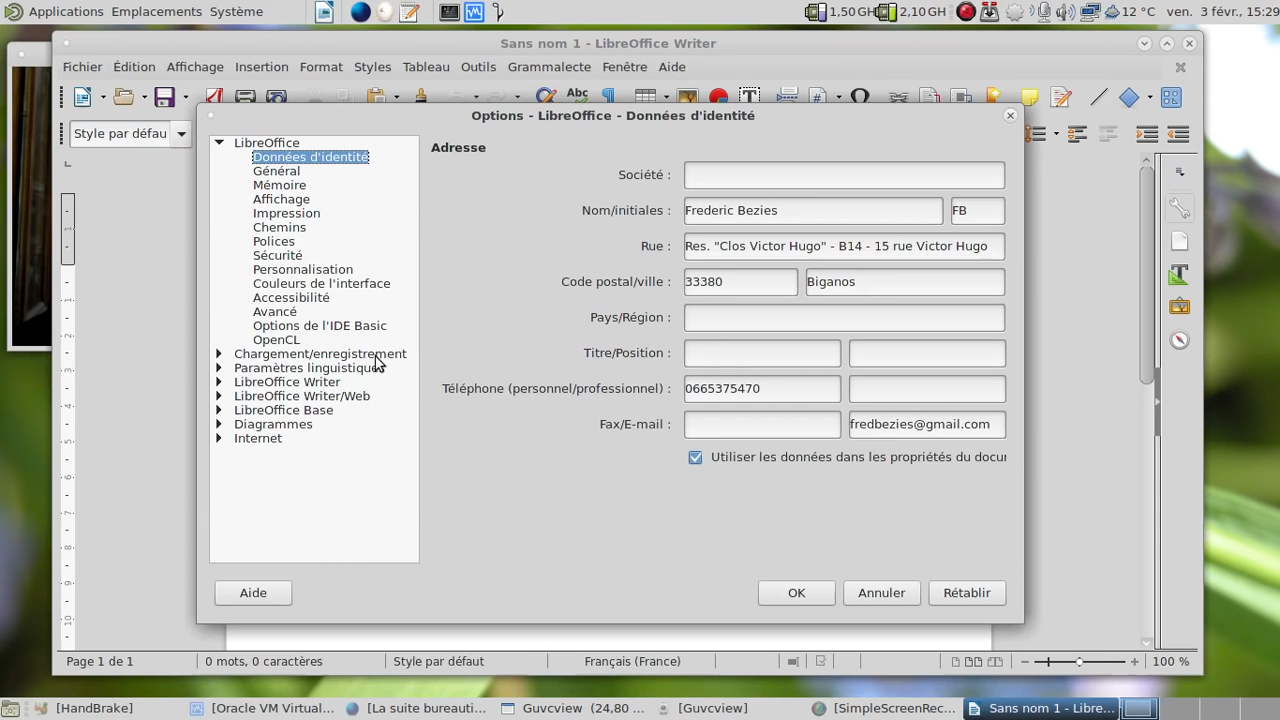 Applications Emplacements Système
1,50 GH 2,10 GH 12 °C ven. 3 févr., 15:29
Sans nom 1 - LibreOffice Writer
Fichier Édition Affichage Insertion Format Styles Tableau Outils Grammalecte Fenêtre Aide
Abc
Style par défau
Options - LibreOffice - Données d'identité
LibreOffice
Données d'identité
Général
Mémoire
Affichage
Impression
Chemins
Polices
Sécurité
Personnalisation
Couleurs de l'interface
Accessibilité
Avancé
Options de l'IDE Basic
OpenCL
Chargement/enregistrement
Paramètres linguistiques
LibreOffice Writer
LibreOffice Writer/Web
LibreOffice Base
Diagrammes
Internet
Adresse
Société :
Nom/initiales : Frederic Bezies FB
Rue : Res. "Clos Victor Hugo" - B14 - 15 rue Victor Hugo
Code postal/ville : 33380 Biganos
Pays/Région :
Titre/Position :
Téléphone (personnel/professionnel) : 0665375470
Fax/E-mail : fredbezies@gmail.com
Utiliser les données dans les propriétés du docur
Aide OK Annuler Rétablir
Page 1 de 1 0 mots, 0 caractères Style par défaut Français (France) 100 %
[HandBrake] [Oracle VM Virtual... [La suite bureauti... Guvcview (24,80 ... [Guvcview] [SimpleScreenRec... Sans nom 1 - Libre...